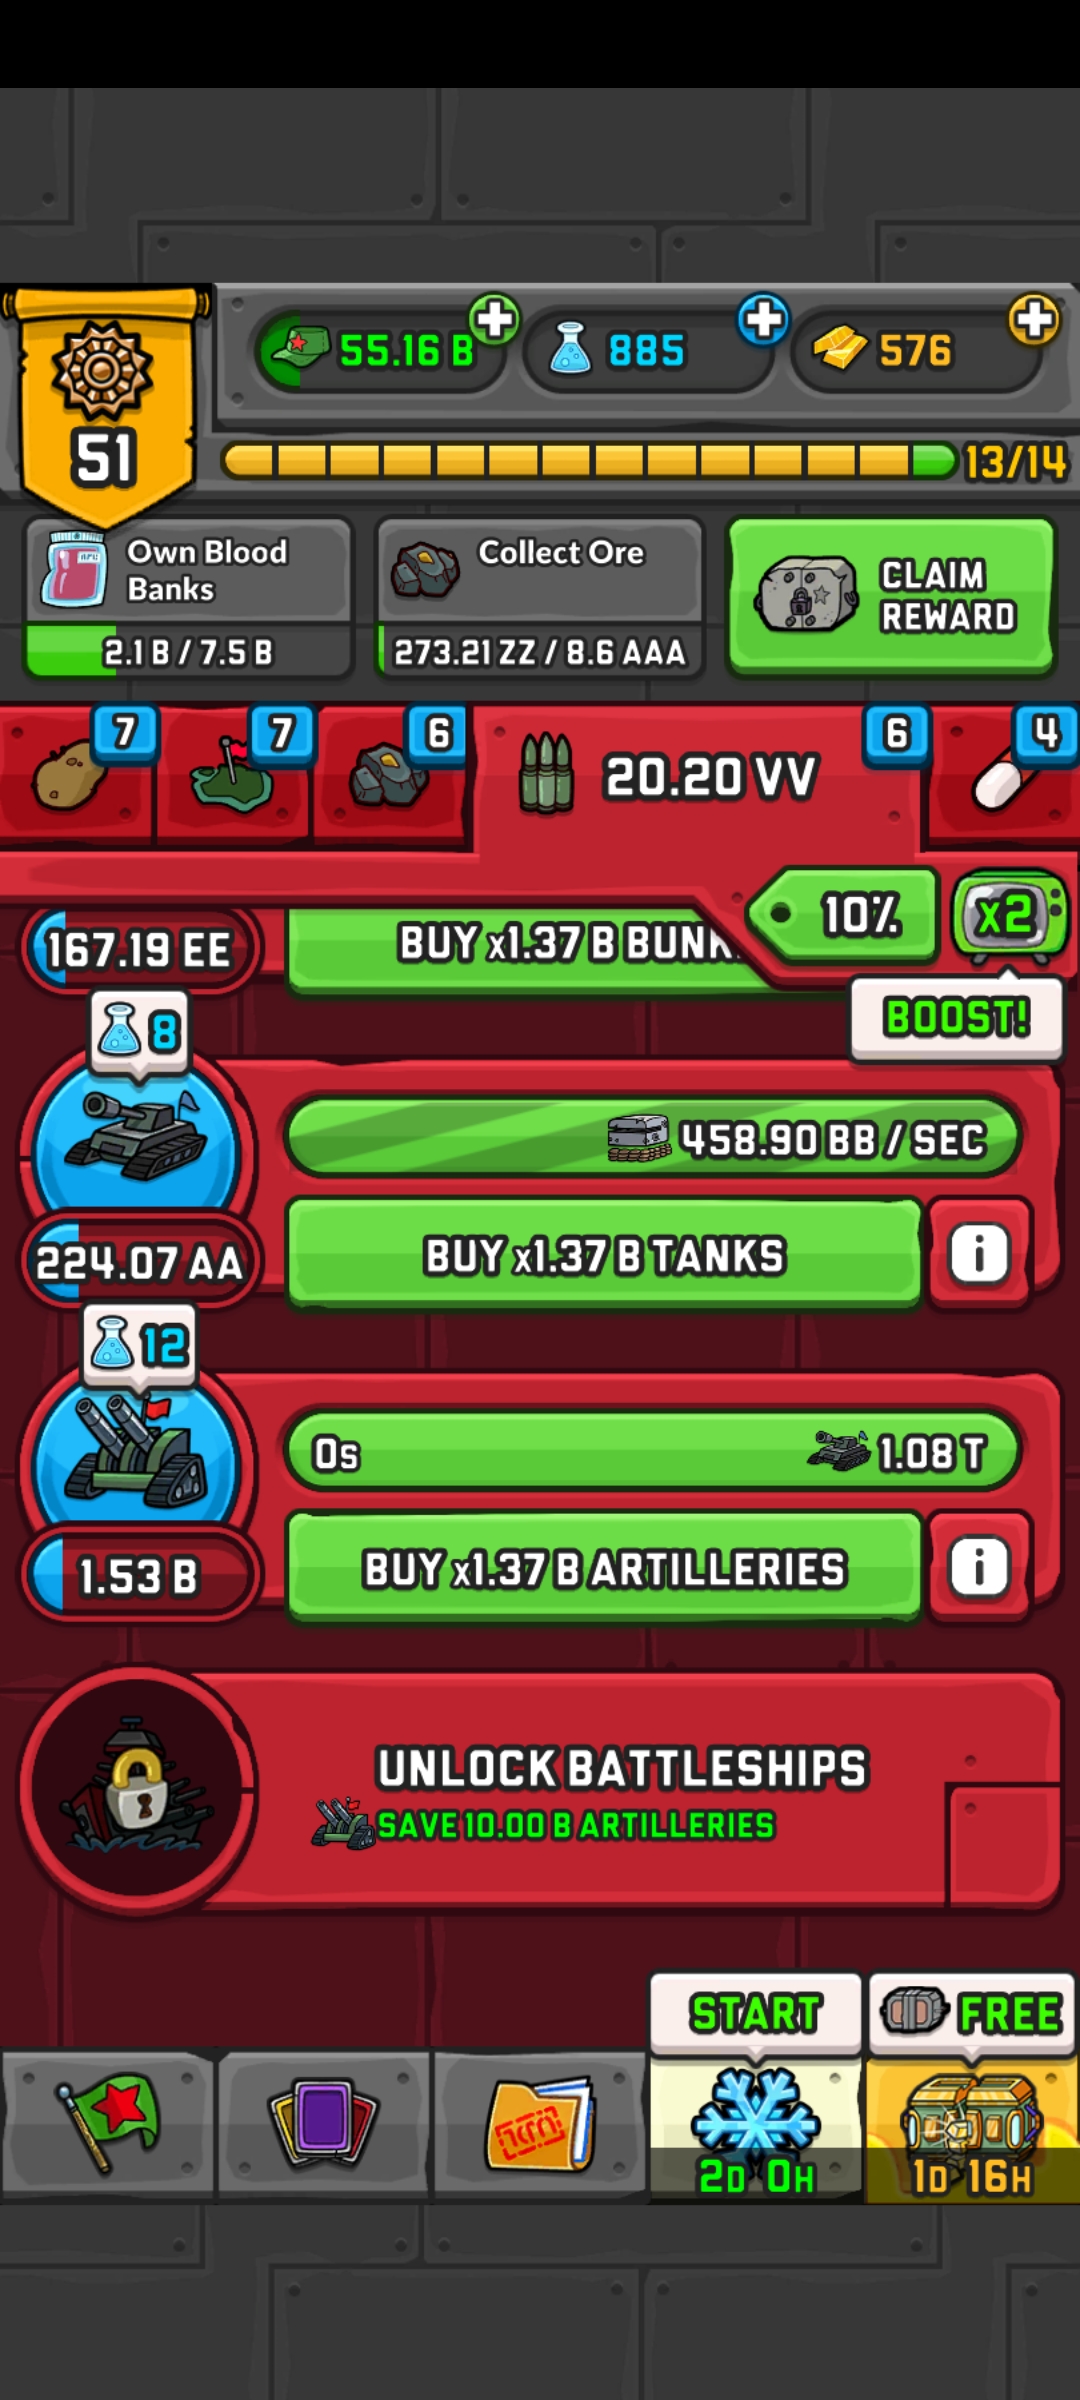 55.16 B
885
576
51
13/14
Own Blood
Banks
2.1 B / 7.5 B
Collect Ore
273.21 ZZ / 8.6 AAA
CLAIM
REWARD
7
7
6
20.20 VV
6
4
10%
x2
BOOST!
167.19 EE
BUY x1.37 B BUNK
8
458.90 BB / SEC
224.07 AA
BUY x1.37 B TANKS
i
12
0s
1.08 T
1.53 B
BUY x1.37 B ARTILLERIES
i
UNLOCK BATTLESHIPS
SAVE 10.00 B ARTILLERIES
START
FREE
2D 0H
1D 16H